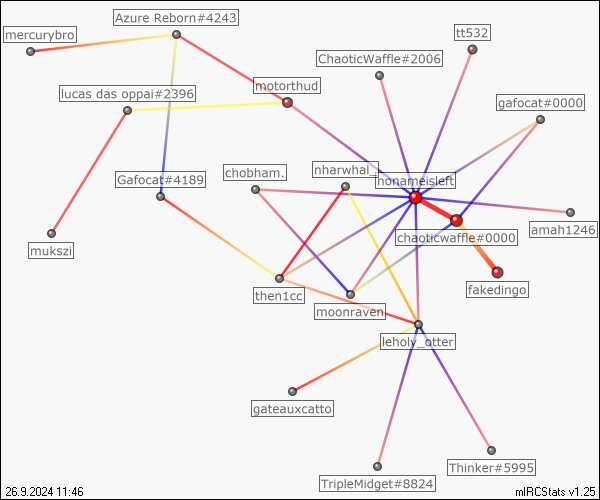 Azure Reborn#4243
mercurybro
tt532
ChaoticWaffle#2006
motorthud
lucas das oppai#2396
gafocat#0000
nharwhal_.
chobham.
Gafocat#4189
nonameisleft
amah1246
chaoticwaffle#0000
mukszi
fakedingo
then1cc
moonraven
ieholy_otter
gateauxcatto
Thinker#5995
TripleMidget#8824
26.9.2024 11:46
mIRCStats v1.25